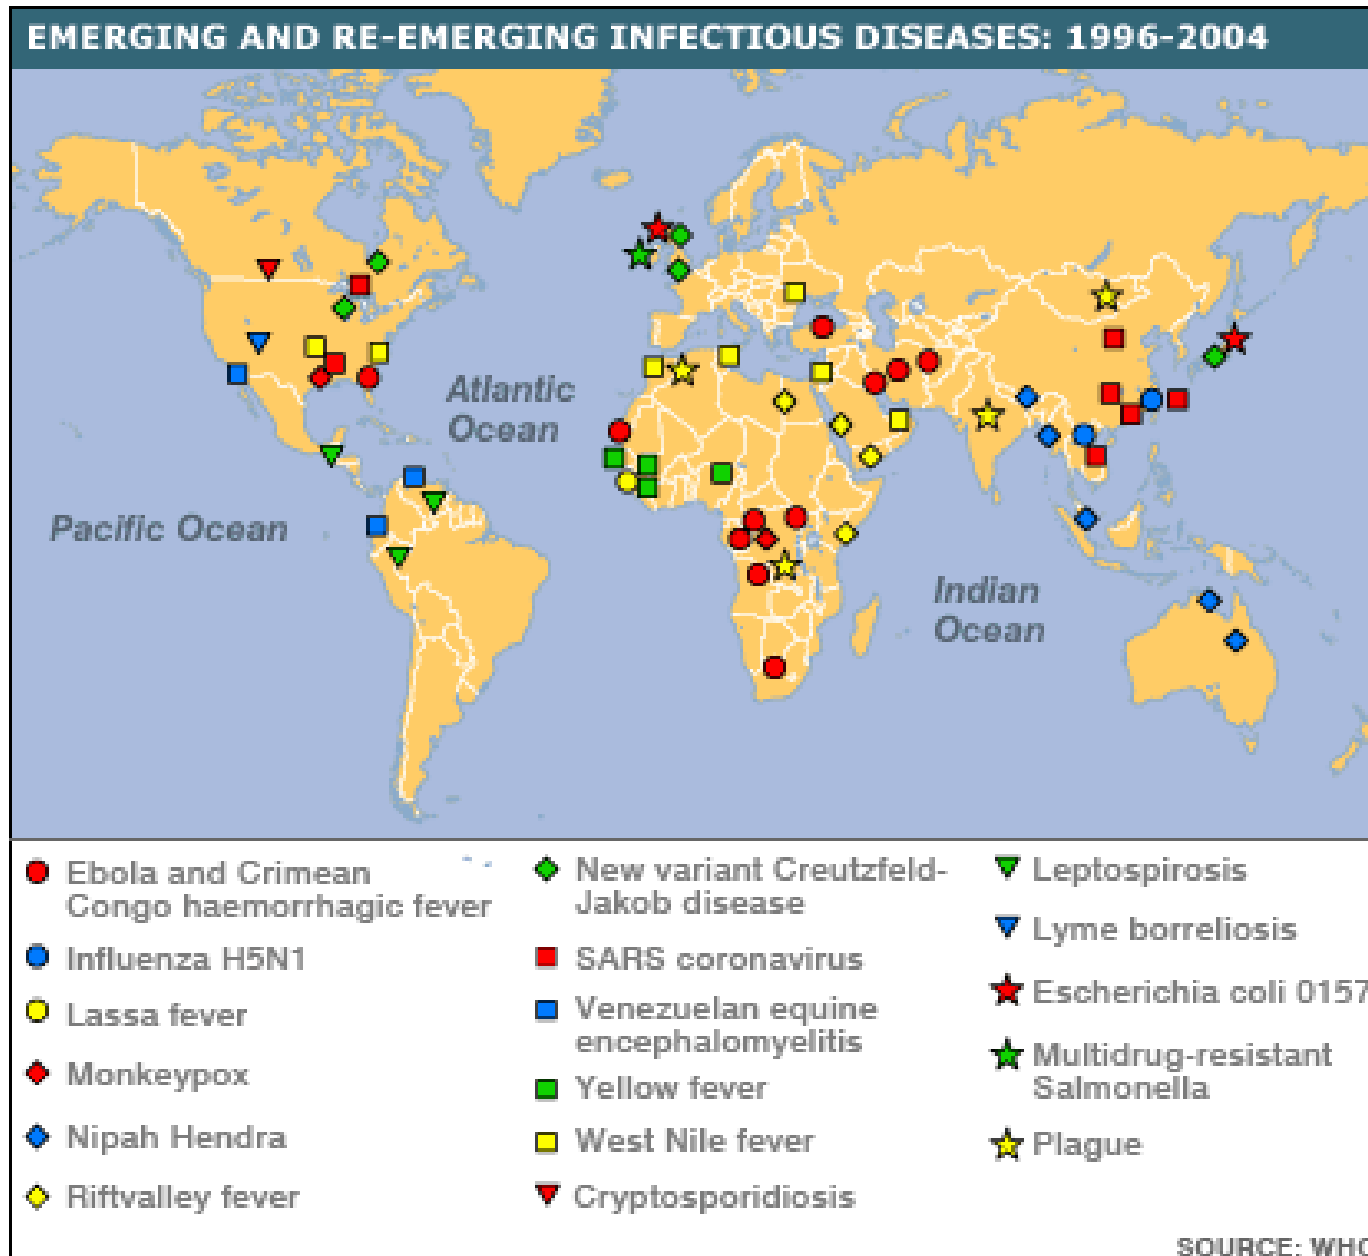 EMERGING AND RE-EMERGING INFECTIOUS DISEASES: 1996-2004
Atlantic
Ocean
Pacific Ocean
Indian
Ocean
Ebola and Crimean
Congo haemorrhagic fever
Influenza H5N1
Lassa fever
Monkeypox
Nipah Hendra
Riftvalley fever
New variant Creutzfeld-
Jakob disease
SARS coronavirus
Venezuelan equine
encephalomyelitis
Yellow fever
West Nile fever
Cryptosporidiosis
Leptospirosis
Lyme borreliosis
Escherichia coli 0157
Multidrug-resistant
Salmonella
Plague
SOURCE: WHO